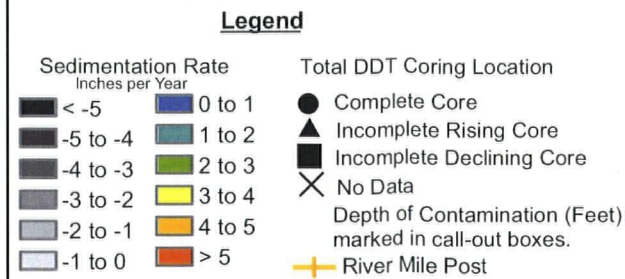 Legend
Sedimentation Rate
Inches per Year
< -5
-5 to -4
-4 to -3
-3 to -2
-2 to -1
-1 to 0
0 to 1
1 to 2
2 to 3
3 to 4
4 to 5
> 5
Total DDT Coring Location
Complete Core
Incomplete Rising Core
Incomplete Declining Core
No Data
Depth of Contamination (Feet)
marked in call-out boxes.
River Mile Post